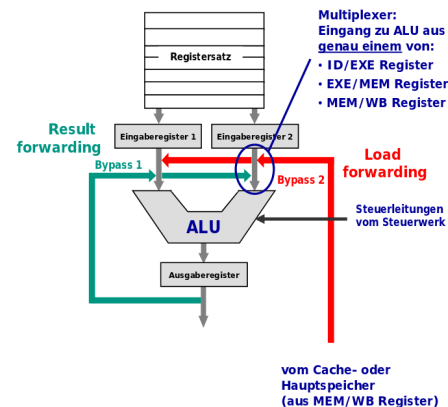 Multiplexer:
Eingang zu ALU aus
genau einem von:
• ID/EXE Register
• EXE/MEM Register
• MEM/WB Register
Registersatz
Result
forwarding
Eingaberegister 1
Eingaberegister 2
Load
forwarding
Bypass 1
Bypass 2
Steuerleitungen
vom Steuerwerk
ALU
Ausgaberegister
vom Cache- oder
Hauptspeicher
(aus MEM/WB Register)